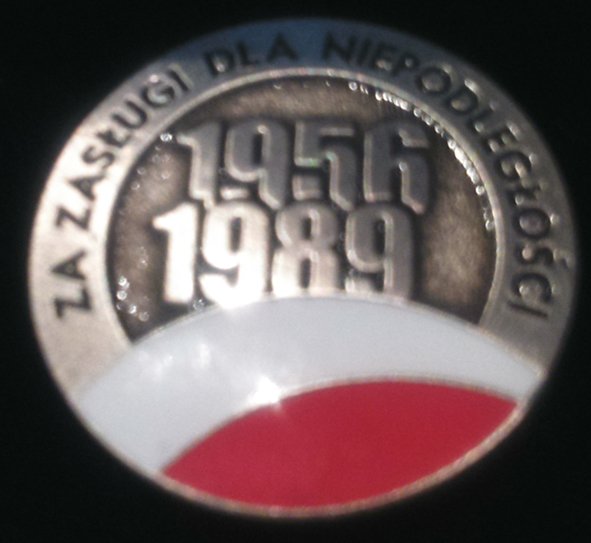 ZA ZASŁUGI DLA NIEPODLEGŁOŚCI
1956
1989